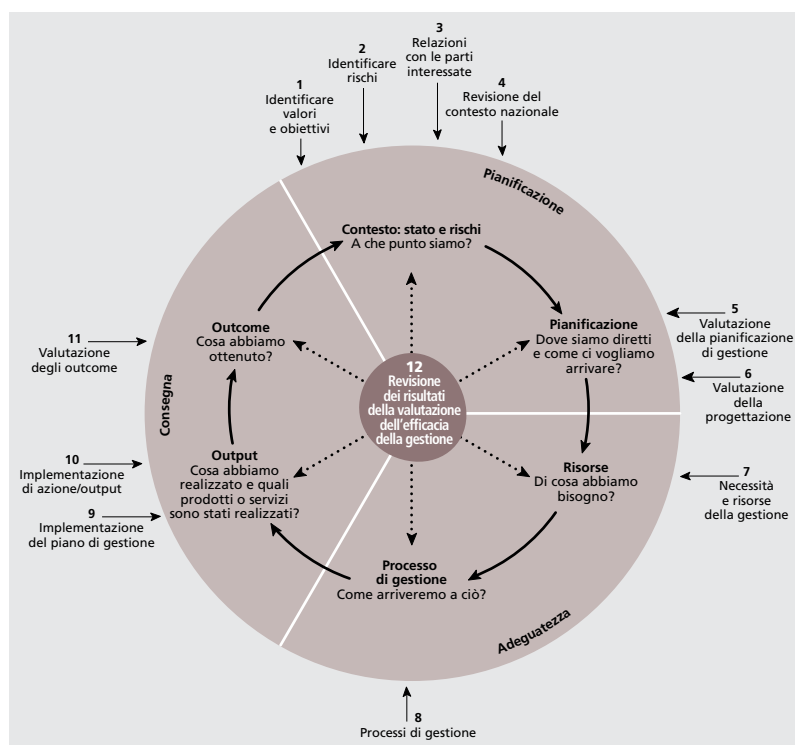 1
Identificare
valori
e obiettivi
2
Identificare
rischi
3
Relazioni
con le parti
interessate
4
Revisione del
contesto nazionale
Pianificazione
Contesto: stato e rischi
A che punto siamo?
Pianificazione
Dove siamo diretti
e come ci vogliamo
arrivare?
5
Valutazione
della pianificazione
di gestione
6
Valutazione
della
progettazione
Risorse
Di cosa abbiamo
bisogno?
7
Necessità
e risorse
della gestione
Adeguatezza
Processo
di gestione
Come arriveremo a ciò?
8
Processi di gestione
Output
Cosa abbiamo
realizzato e quali
prodotti o servizi
sono stati realizzati?
9
Implementazione
del piano di gestione
10
Implementazione
di azione/output
Consegna
Outcome
Cosa abbiamo
ottenuto?
11
Valutazione
degli outcome
12
Revisione
dei risultati
della valutazione
dell'efficacia
della gestione